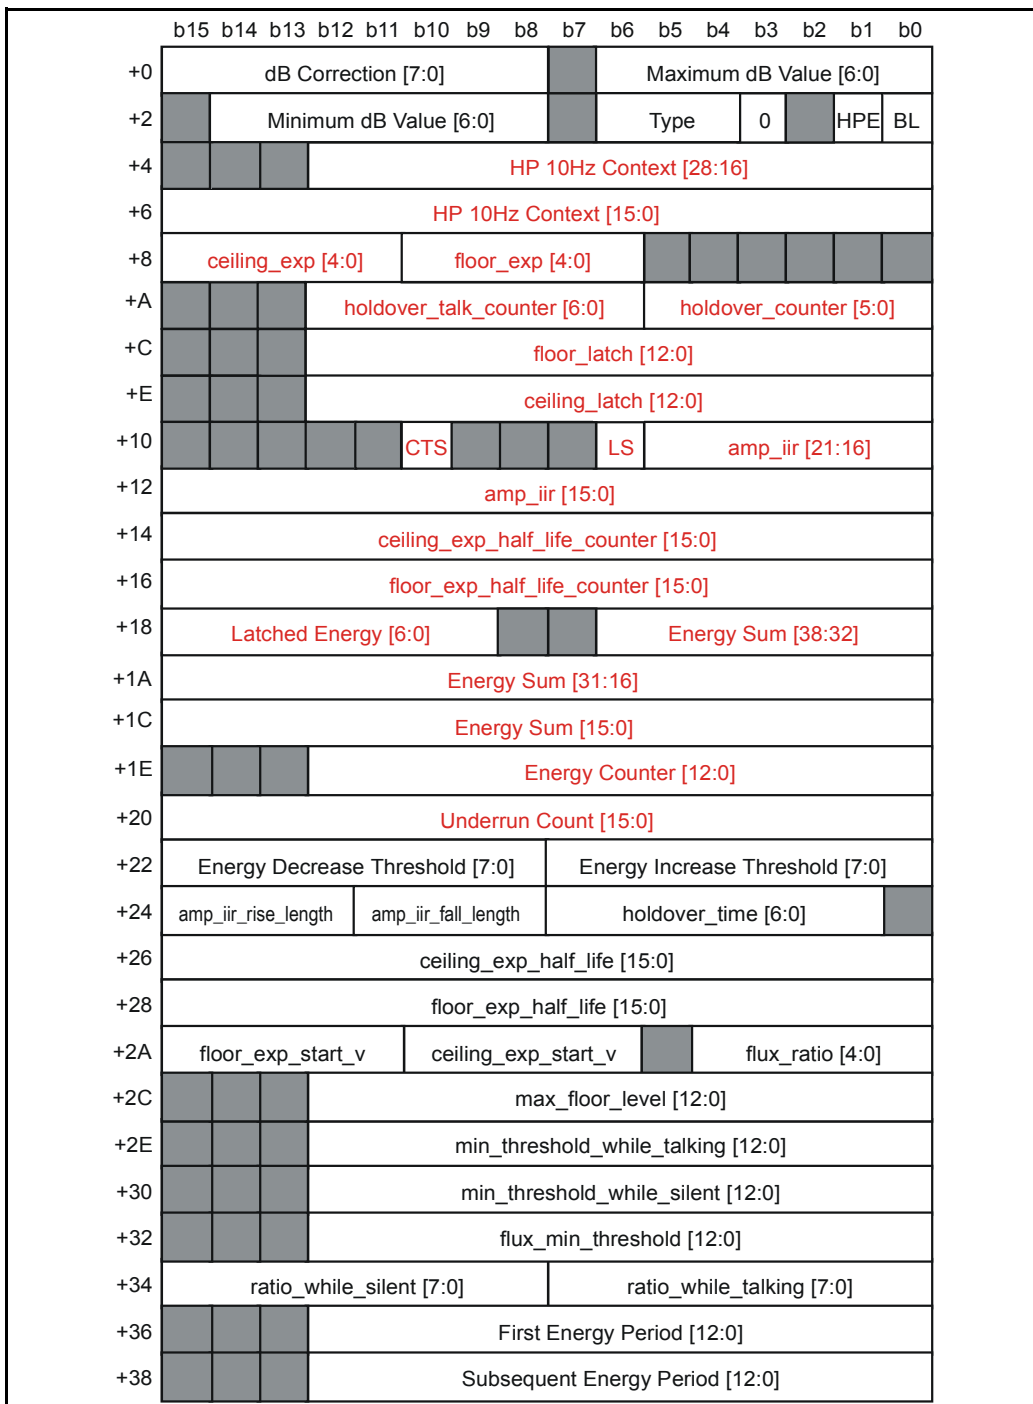 b15 b14 b13 b12 b11 b10 b9 b8 b7 b6 b5 b4 b3 b2 b1 b0
+0 dB Correction [7:0] Maximum dB Value [6:0]
+2 Minimum dB Value [6:0] Type 0 HPE BL
+4 HP 10Hz Context [28:16]
+6 HP 10Hz Context [15:0]
+8 ceiling_exp [4:0] floor_exp [4:0]
+A holdover_talk_counter [6:0] holdover_counter [5:0]
+C floor_latch [12:0]
+E ceiling_latch [12:0]
+10 CTS LS amp_iir [21:16]
+12 amp_iir [15:0]
+14 ceiling_exp_half_life_counter [15:0]
+16 floor_exp_half_life_counter [15:0]
+18 Latched Energy [6:0] Energy Sum [38:32]
+1A Energy Sum [31:16]
+1C Energy Sum [15:0]
+1E Energy Counter [12:0]
+20 Underrun Count [15:0]
+22 Energy Decrease Threshold [7:0] Energy Increase Threshold [7:0]
+24 amp_iir_rise_length amp_iir_fall_length holdover_time [6:0]
+26 ceiling_exp_half_life [15:0]
+28 floor_exp_half_life [15:0]
+2A floor_exp_start_v ceiling_exp_start_v flux_ratio [4:0]
+2C max_floor_level [12:0]
+2E min_threshold_while_talking [12:0]
+30 min_threshold_while_silent [12:0]
+32 flux_min_threshold [12:0]
+34 ratio_while_silent [7:0] ratio_while_talking [7:0]
+36 First Energy Period [12:0]
+38 Subsequent Energy Period [12:0]